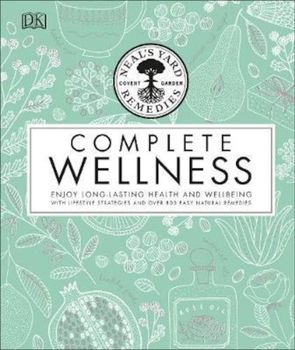 DK
NEAL'S YARD
COVENT GARDEN
REMEDIES
COMPLETE
WELLNESS
ENJOY LONG-LASTING HEALTH AND WELLBEING
WITH LIFESTYLE STRATEGIES AND OVER 800 EASY NATURAL REMEDIES